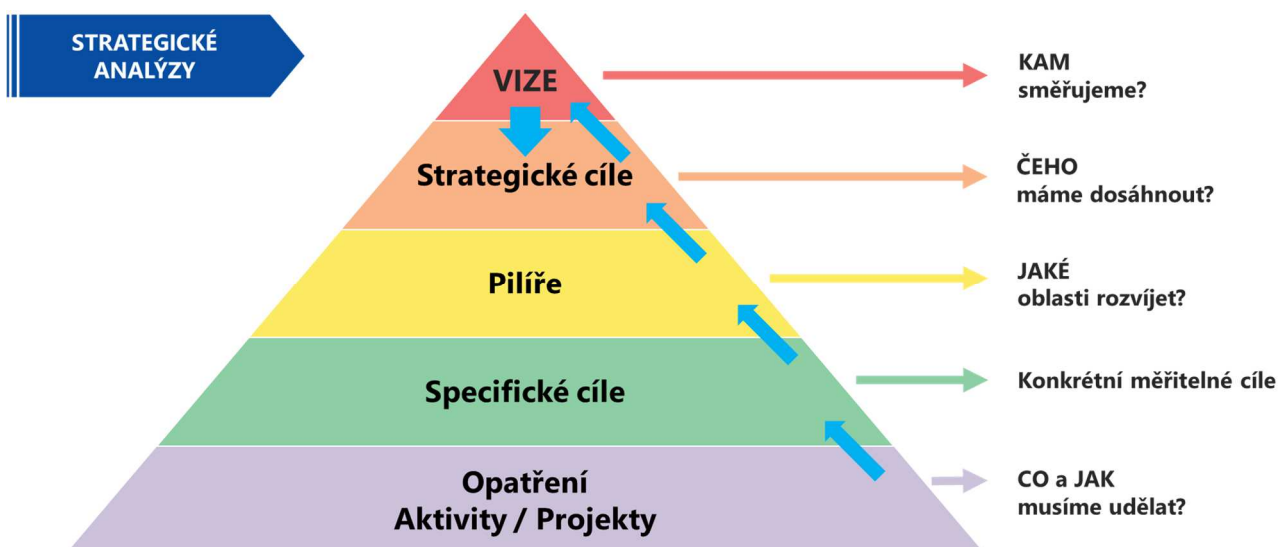 STRATEGICKÉ
ANALÝZY
VIZE
KAM
směřujeme?
Strategické cíle
ČEHO
máme dosáhnout?
Pilíře
JAKÉ
oblasti rozvíjet?
Specifické cíle
Konkrétní měřitelné cíle
Opatření
Aktivity / Projekty
CO a JAK
musíme udělat?